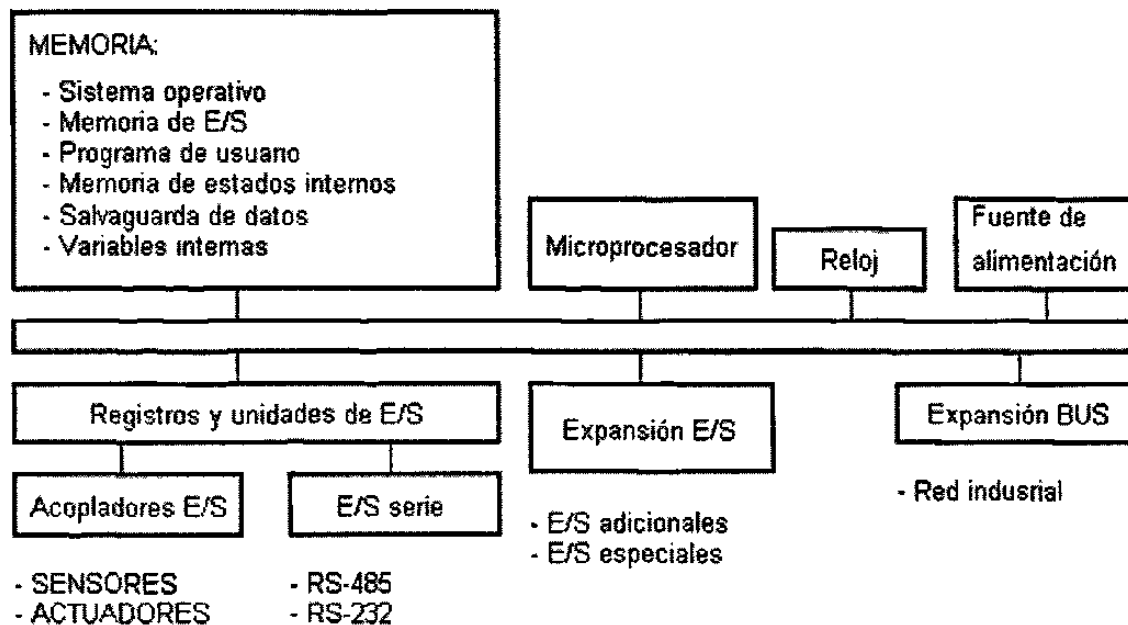 MEMORIA:
- Sistema operativo
- Memoria de E/S
- Programa de usuario
- Memoria de estados internos
- Salvaguarda de datos
- Variables internas
Microprocesador
Reloj
Fuente de
alimentación
Registros y unidades de E/S
Expansión E/S
Expansión BUS
Acopladores E/S
E/S serie
- Red indusrial
- E/S adicionales
- E/S especiales
- SENSORES
- ACTUADORES
- RS-485
- RS-232